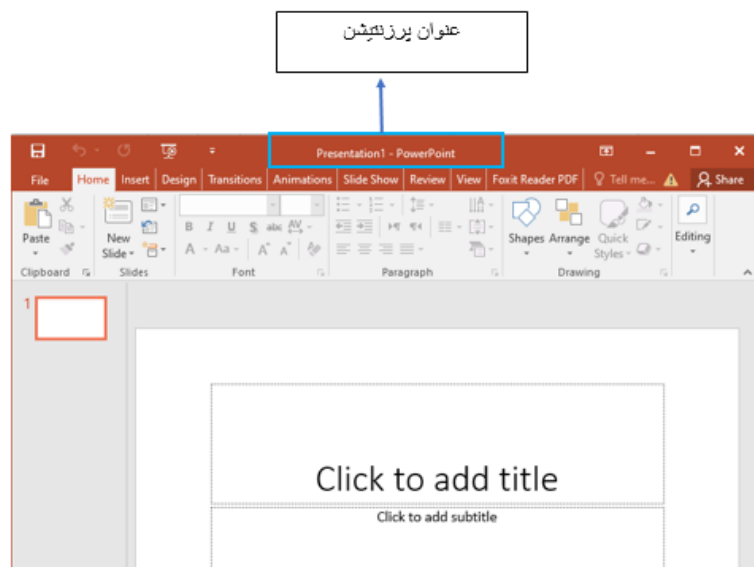 عنوان پرزنتیشن
Presentation1 - PowerPoint
File Home Insert Design Transitions Animations Slide Show Review View Foxit Reader PDF Tell me... Share
Paste
New Slide
B I U S abc AV
A Aa A A
Shapes Arrange Quick Styles
Editing
Clipboard Slides Font Paragraph Drawing
1
Click to add title
Click to add subtitle